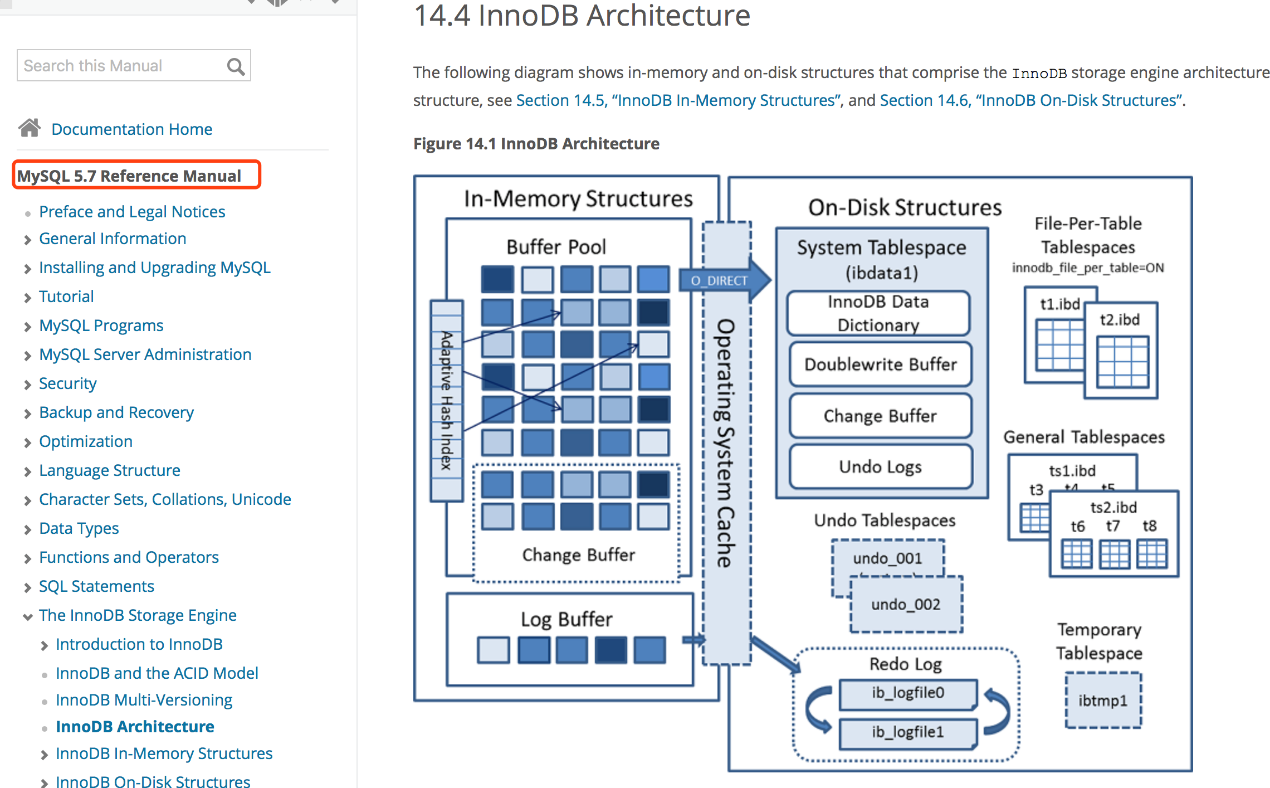 14.4 InnoDB Architecture
Search this Manual
Documentation Home
MySQL 5.7 Reference Manual
Preface and Legal Notices
General Information
Installing and Upgrading MySQL
Tutorial
MySQL Programs
MySQL Server Administration
Security
Backup and Recovery
Optimization
Language Structure
Character Sets, Collations, Unicode
Data Types
Functions and Operators
SQL Statements
The InnoDB Storage Engine
Introduction to InnoDB
InnoDB and the ACID Model
InnoDB Multi-Versioning
InnoDB Architecture
InnoDB In-Memory Structures
InnoDB On-Disk Structures
The following diagram shows in-memory and on-disk structures that comprise the InnoDB storage engine architecture
structure, see Section 14.5, “InnoDB In-Memory Structures”, and Section 14.6, “InnoDB On-Disk Structures”.
Figure 14.1 InnoDB Architecture
In-Memory Structures
Buffer Pool
Adaptive Hash Index
Change Buffer
Log Buffer
Operating System Cache
O_DIRECT
On-Disk Structures
System Tablespace
(ibdata1)
InnoDB Data
Dictionary
Doublewrite Buffer
Change Buffer
Undo Logs
Undo Tablespaces
undo_001
undo_002
Redo Log
ib_logfile0
ib_logfile1
File-Per-Table
Tablespaces
innodb_file_per_table=ON
t1.ibd
t2.ibd
General Tablespaces
ts1.ibd
t3 t4 t5
ts2.ibd
t6 t7 t8
Temporary
Tablespace
ibtmp1